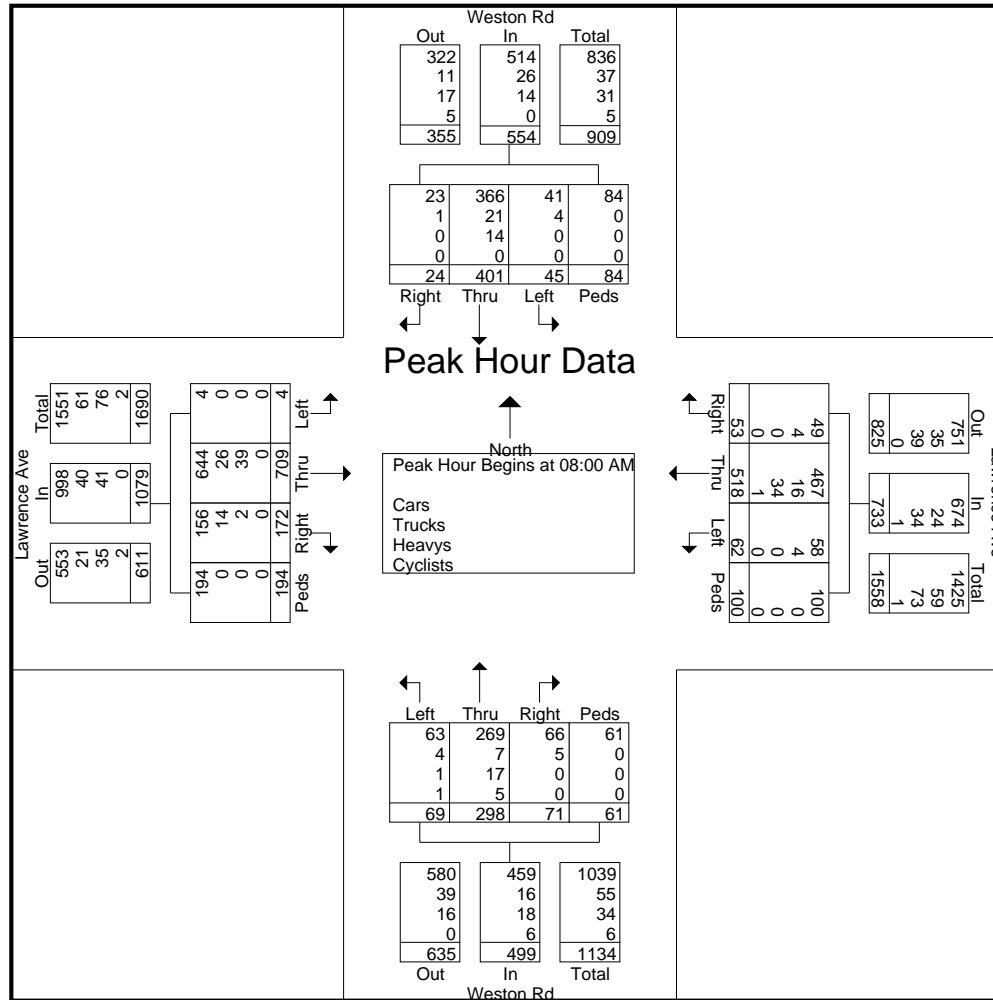 Weston Rd
Out In Total
322 514 836
11 26 37
17 14 31
5 0 5
355 554 909
23 366 41 84
1 21 4 0
0 14 0 0
0 0 0 0
24 401 45 84
Right Thru Left Peds
Peak Hour Data
North
Peak Hour Begins at 08:00 AM
Cars
Trucks
Heavys
Cyclists
Lawrence Ave
Total
1551
61
76
2
1690
In
998
40
41
0
1079
Out
553
21
35
2
611
Left
4
0
0
0
4
Thru
644
26
39
0
709
Right
156
14
2
0
172
Peds
194
0
0
0
194
Right
49
4
0
0
53
Thru
467
16
34
1
518
Left
58
4
0
0
62
Peds
100
0
0
0
100
Out
751
35
39
0
825
In
674
24
34
1
733
Total
1425
59
73
1
1558
Left Thru Right Peds
63 269 66 61
4 7 5 0
1 17 0 0
1 5 0 0
69 298 71 61
580 459 1039
39 16 55
16 18 34
0 6 6
635 499 1134
Out In Total
Weston Rd